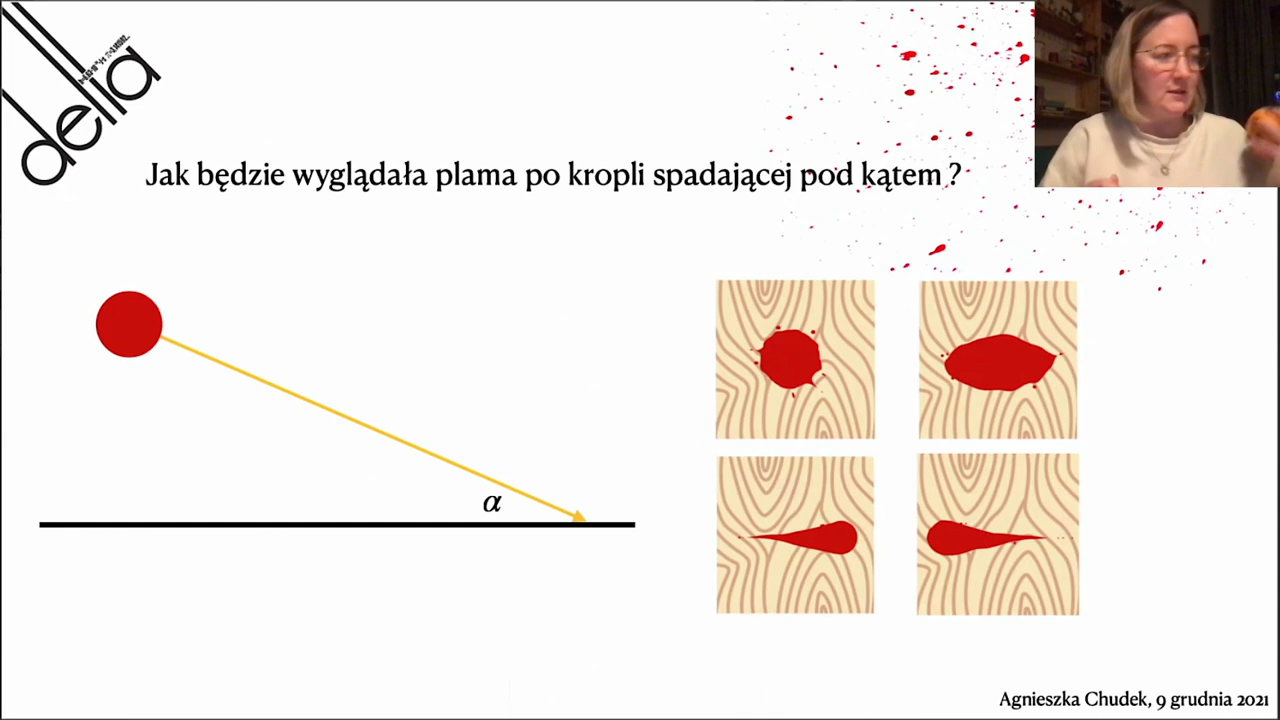 delta
Jak będzie wyglądała plama po kropli spadającej pod kątem ?
α
Agnieszka Chudek, 9 grudnia 2021